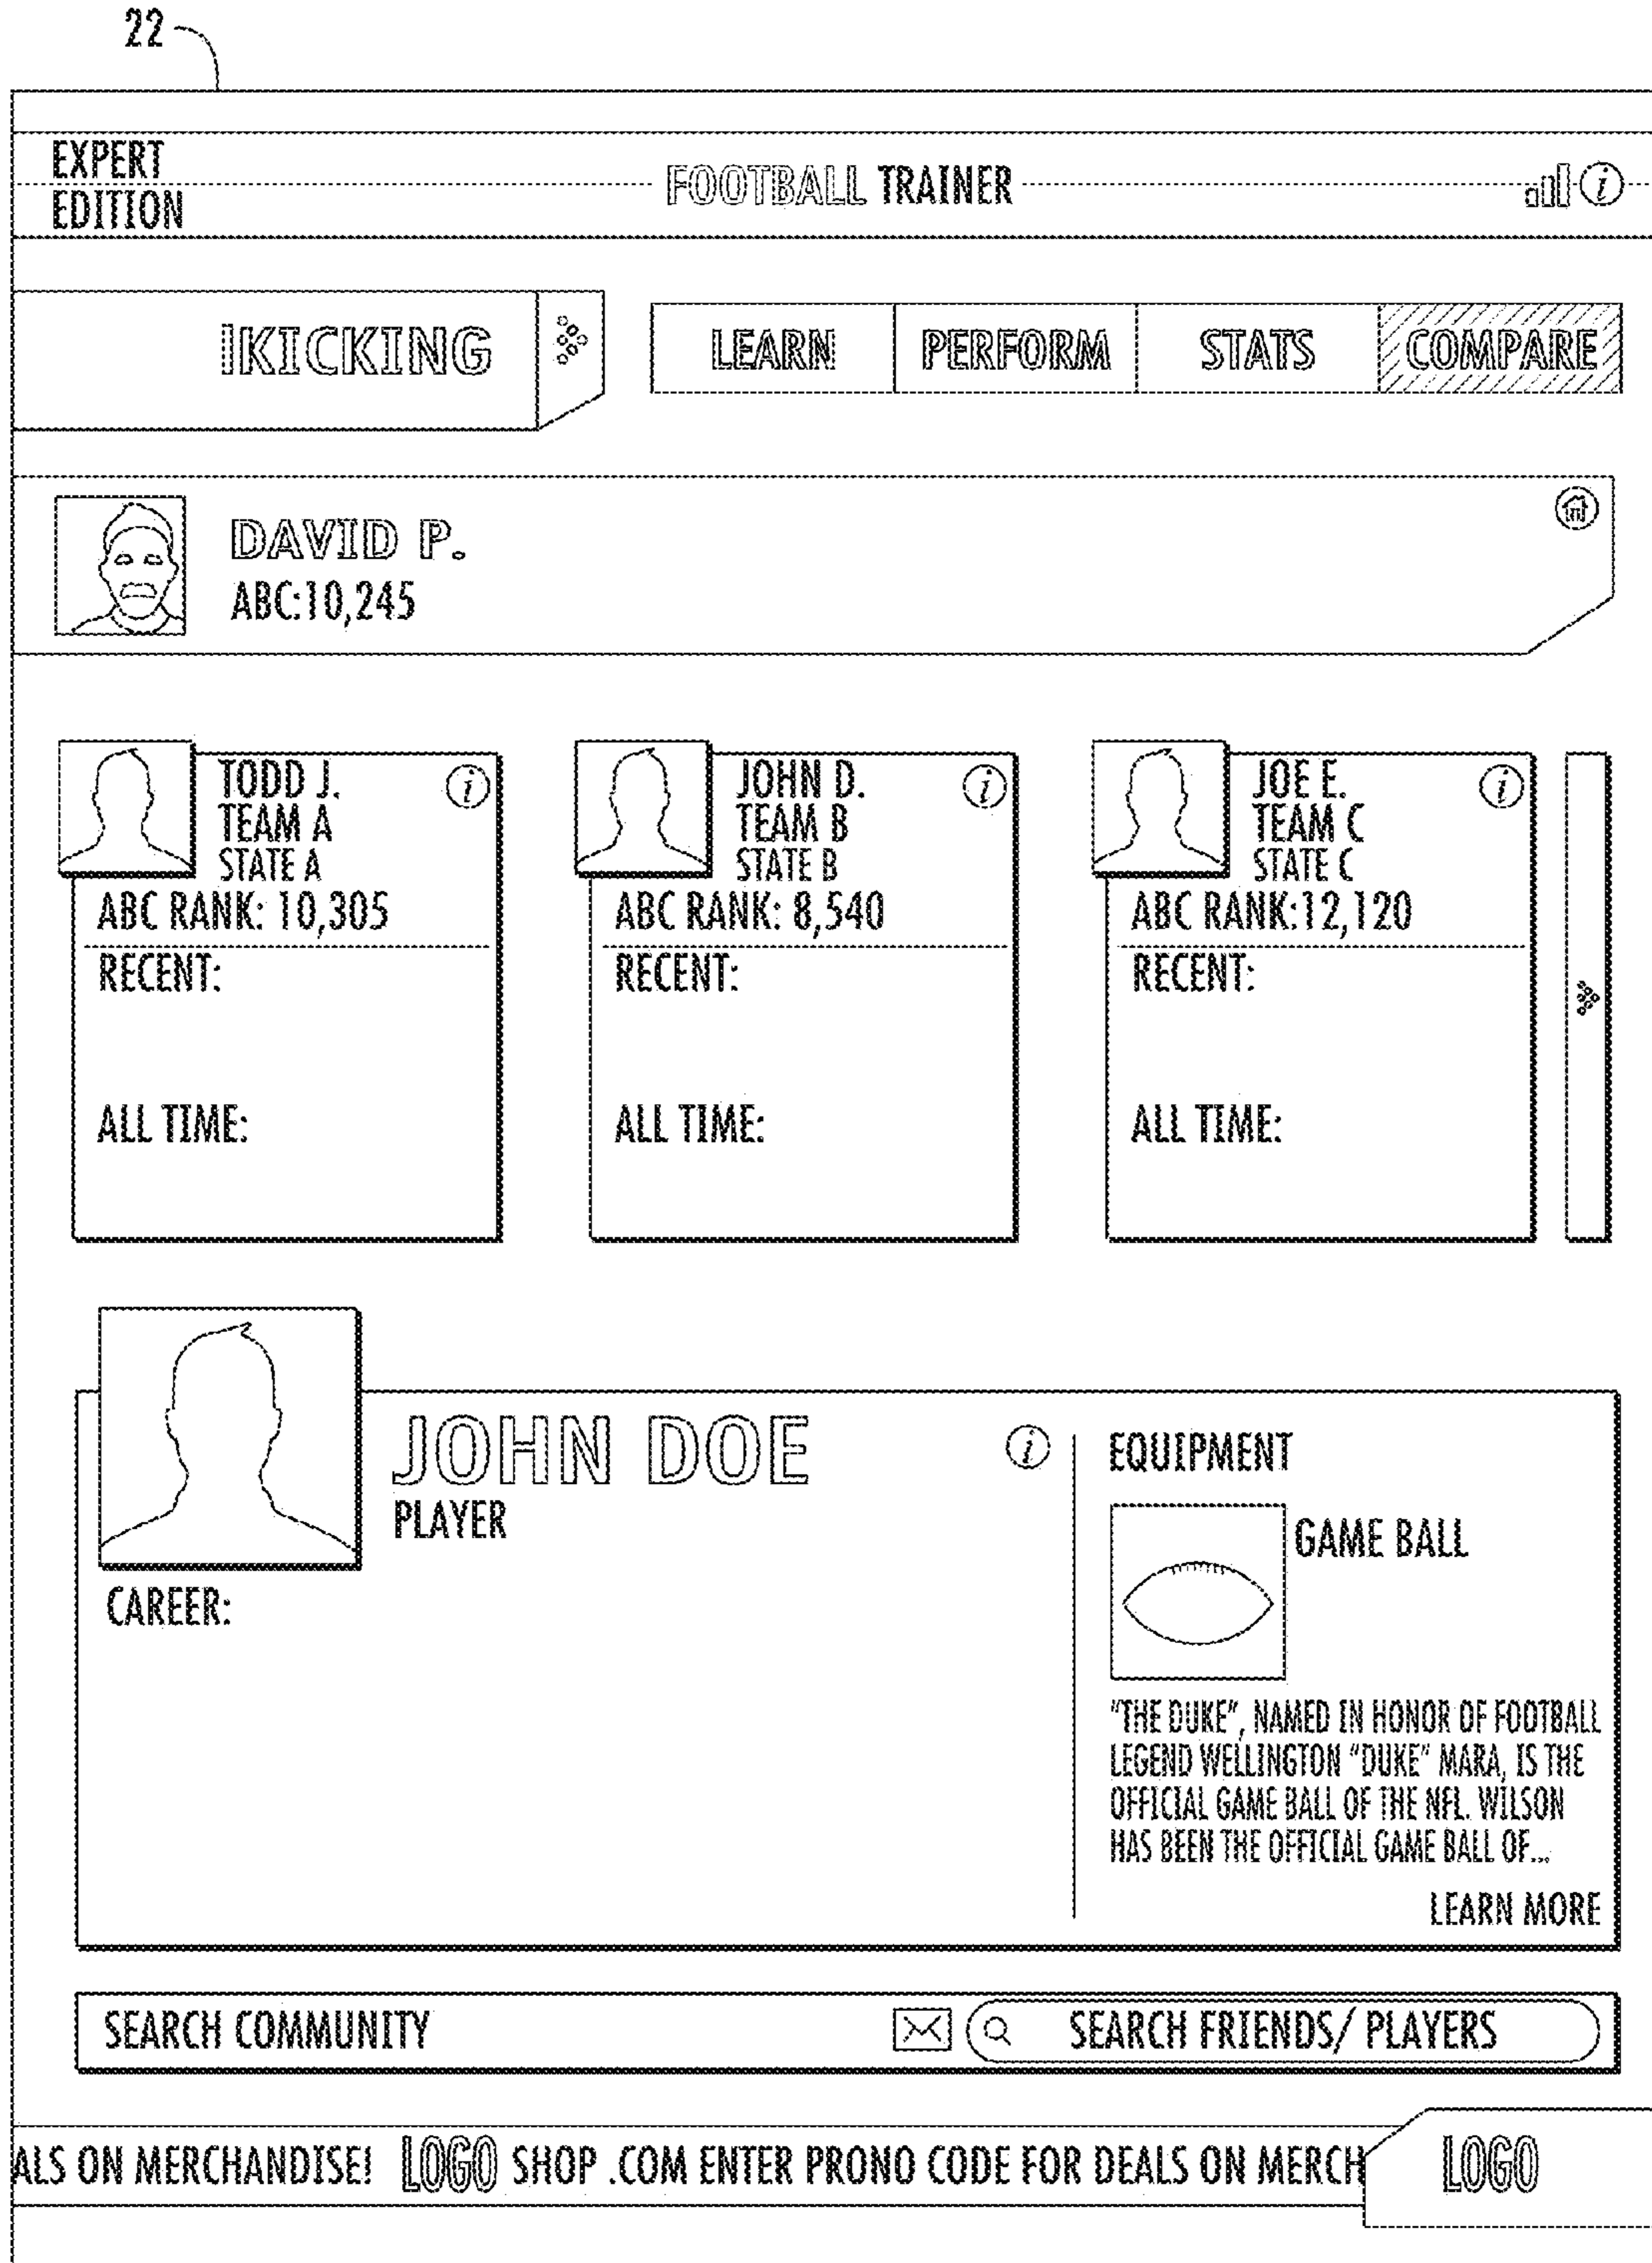 22
EXPERT
EDITION
FOOTBALL TRAINER
i
KICKING
LEARN PERFORM STATS COMPARE
DAVID P.
ABC:10,245
TODD J.
TEAM A
STATE A
ABC RANK: 10,305
RECENT:
ALL TIME:
i
JOHN D.
TEAM B
STATE B
ABC RANK: 8,540
RECENT:
ALL TIME:
i
JOE E.
TEAM C
STATE C
ABC RANK:12,120
RECENT:
ALL TIME:
i
JOHN DOE
PLAYER
CAREER:
i
EQUIPMENT
GAME BALL
"THE DUKE", NAMED IN HONOR OF FOOTBALL
LEGEND WELLINGTON "DUKE" MARA, IS THE
OFFICIAL GAME BALL OF THE NFL. WILSON
HAS BEEN THE OFFICIAL GAME BALL OF...
LEARN MORE
SEARCH COMMUNITY
SEARCH FRIENDS/ PLAYERS
ALS ON MERCHANDISE! LOGO SHOP .COM ENTER PRONO CODE FOR DEALS ON MERCH
LOGO